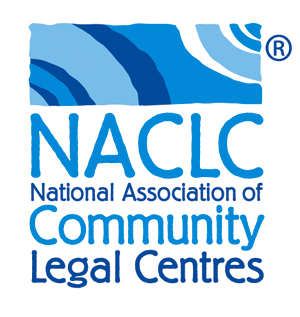 ®
NACLC
National Association of
Community
Legal Centres